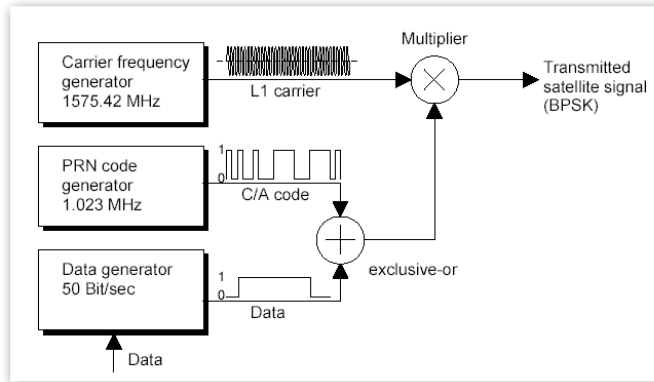 Carrier frequency
generator
1575.42 MHz
L1 carrier
Multiplier
Transmitted
satellite signal
(BPSK)
PRN code
generator
1.023 MHz
1
0
C/A code
exclusive-or
Data generator
50 Bit/sec
1
0
Data
Data